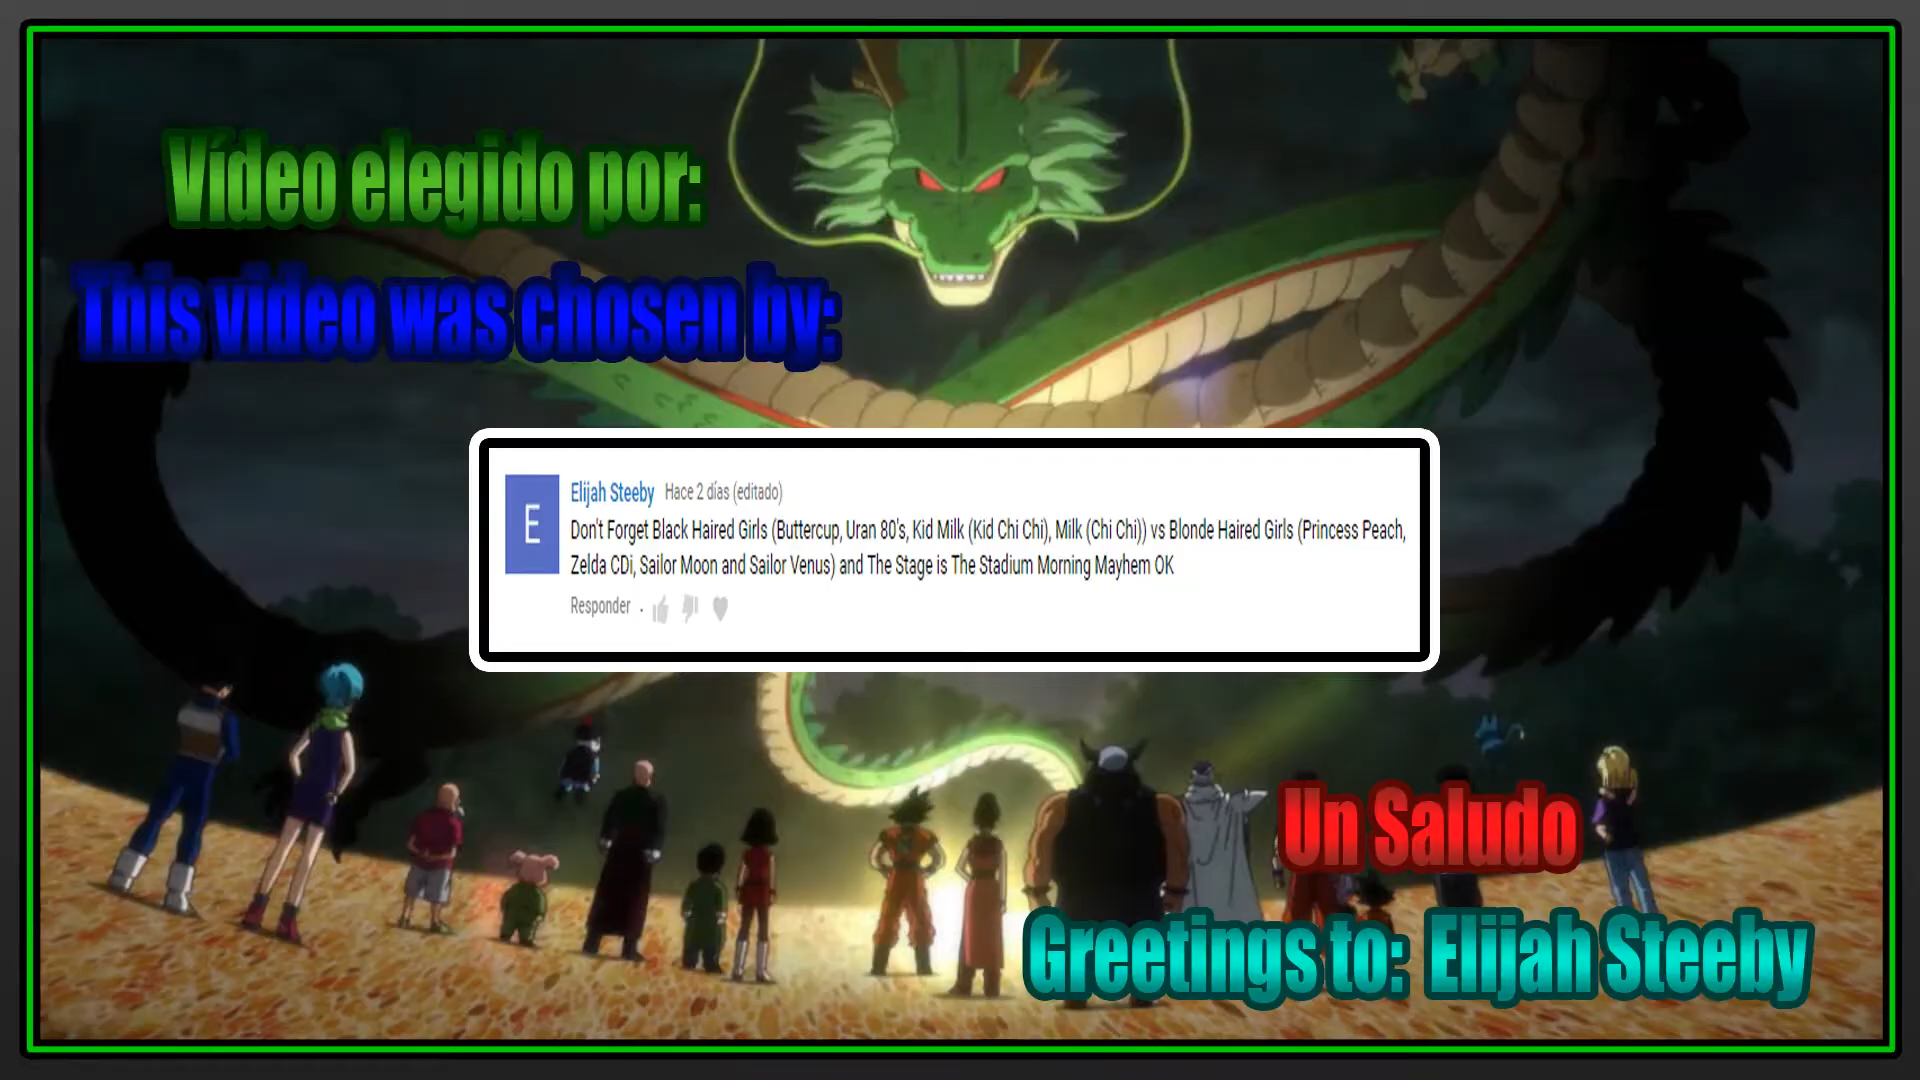 Vídeo elegido por:
This video was chosen by:
E
Elijah Steeby Hace 2 días (editado)
Don't Forget Black Haired Girls (Buttercup, Uran 80's, Kid Milk (Kid Chi Chi), Milk (Chi Chi)) vs Blonde Haired Girls (Princess Peach,
Zelda CDi, Sailor Moon and Sailor Venus) and The Stage is The Stadium Morning Mayhem OK
Responder .
Un Saludo
Greetings to: Elijah Steeby